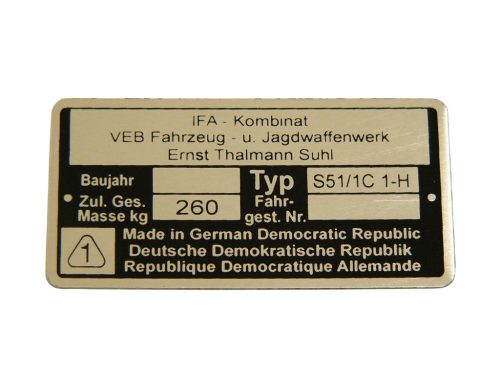 IFA - Kombinat
VEB Fahrzeug - u. Jagdwaffenwerk
Ernst Thalmann Suhl
Baujahr Typ S51/1C 1-H
Zul. Ges. Masse kg 260 Fahr-gest. Nr.
1
Made in German Democratic Republic
Deutsche Demokratische Republik
Republique Democratique Allemande